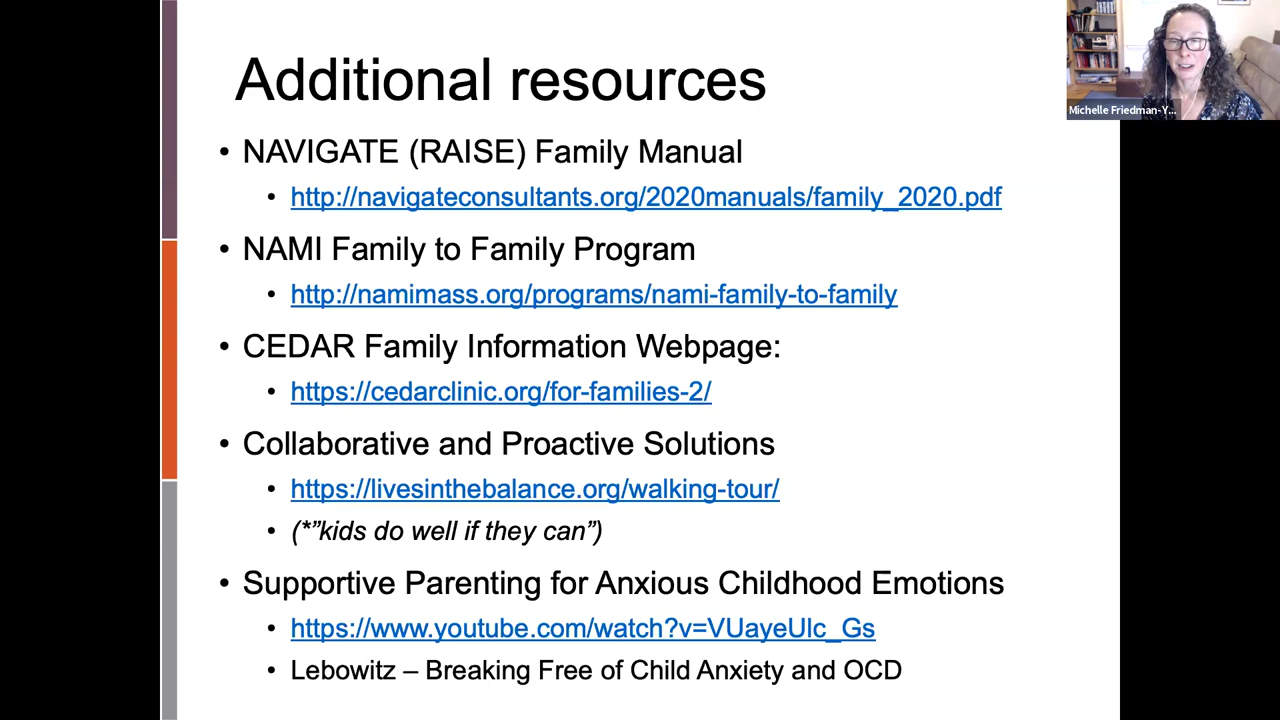 Additional resources
Michelle Friedman-Y...
• NAVIGATE (RAISE) Family Manual
• http://navigateconsultants.org/2020manuals/family_2020.pdf
• NAMI Family to Family Program
• http://namimass.org/programs/nami-family-to-family
• CEDAR Family Information Webpage:
• https://cedarclinic.org/for-families-2/
• Collaborative and Proactive Solutions
• https://livesinthebalance.org/walking-tour/
• (*”kids do well if they can”)
• Supportive Parenting for Anxious Childhood Emotions
• https://www.youtube.com/watch?v=VUayeUlc_Gs
• Lebowitz – Breaking Free of Child Anxiety and OCD